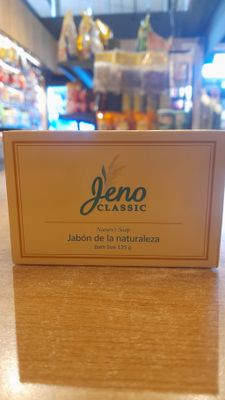 Jeno
CLASSIC
Nature's Soap
Jabón de la naturaleza
Bath Size 125 g